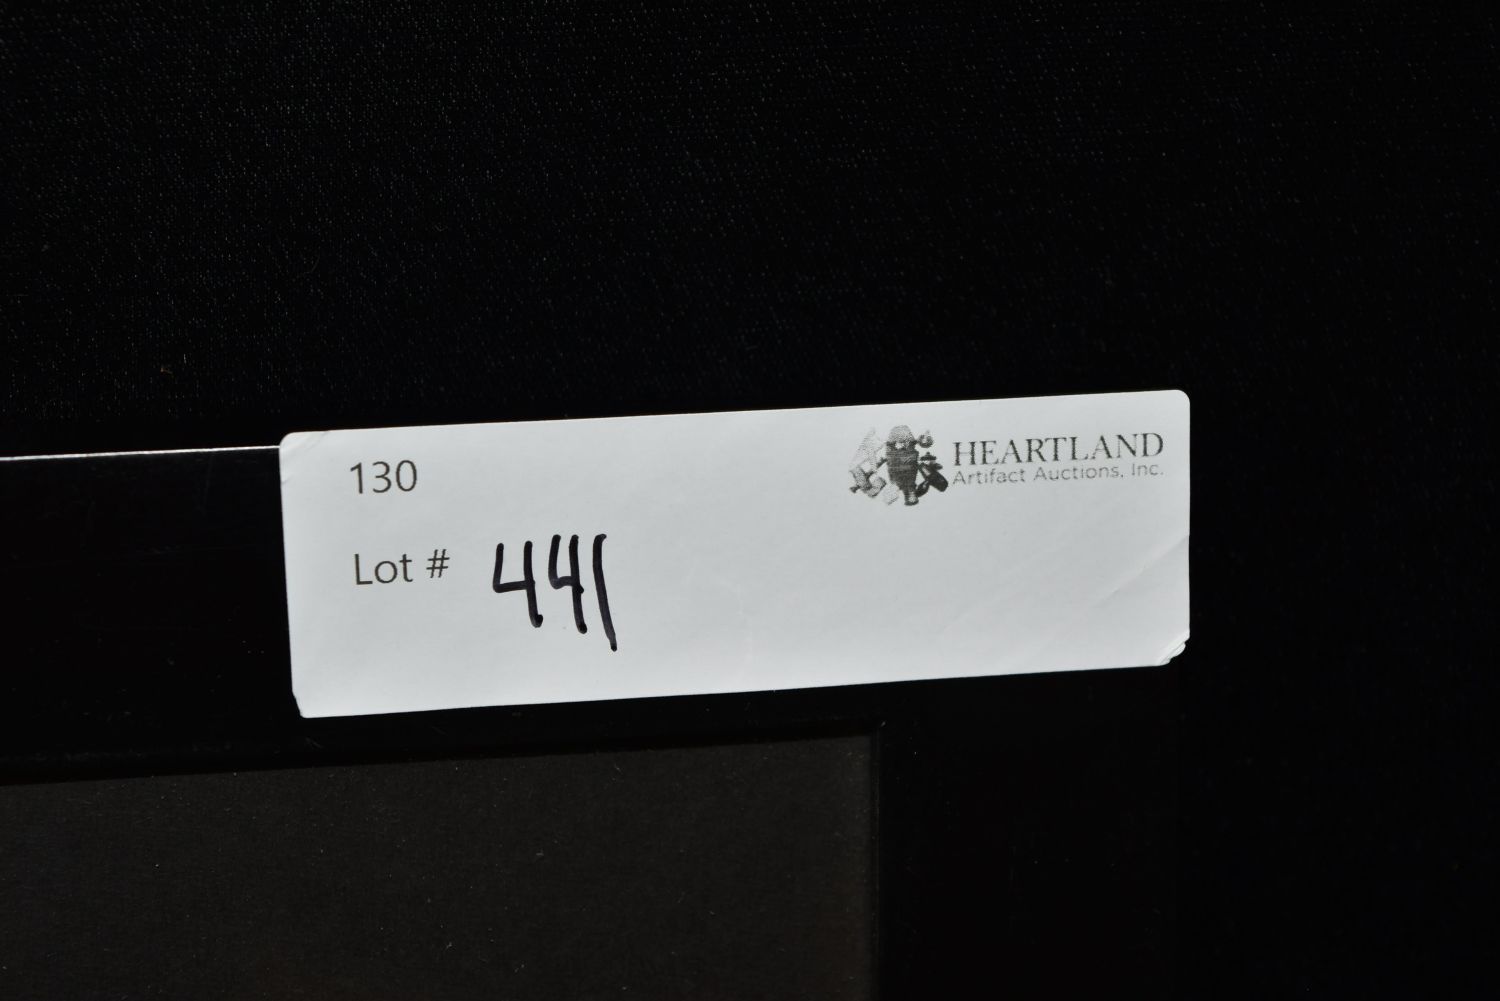 130
HEARTLAND
Artifact Auctions, Inc.
Lot # 441